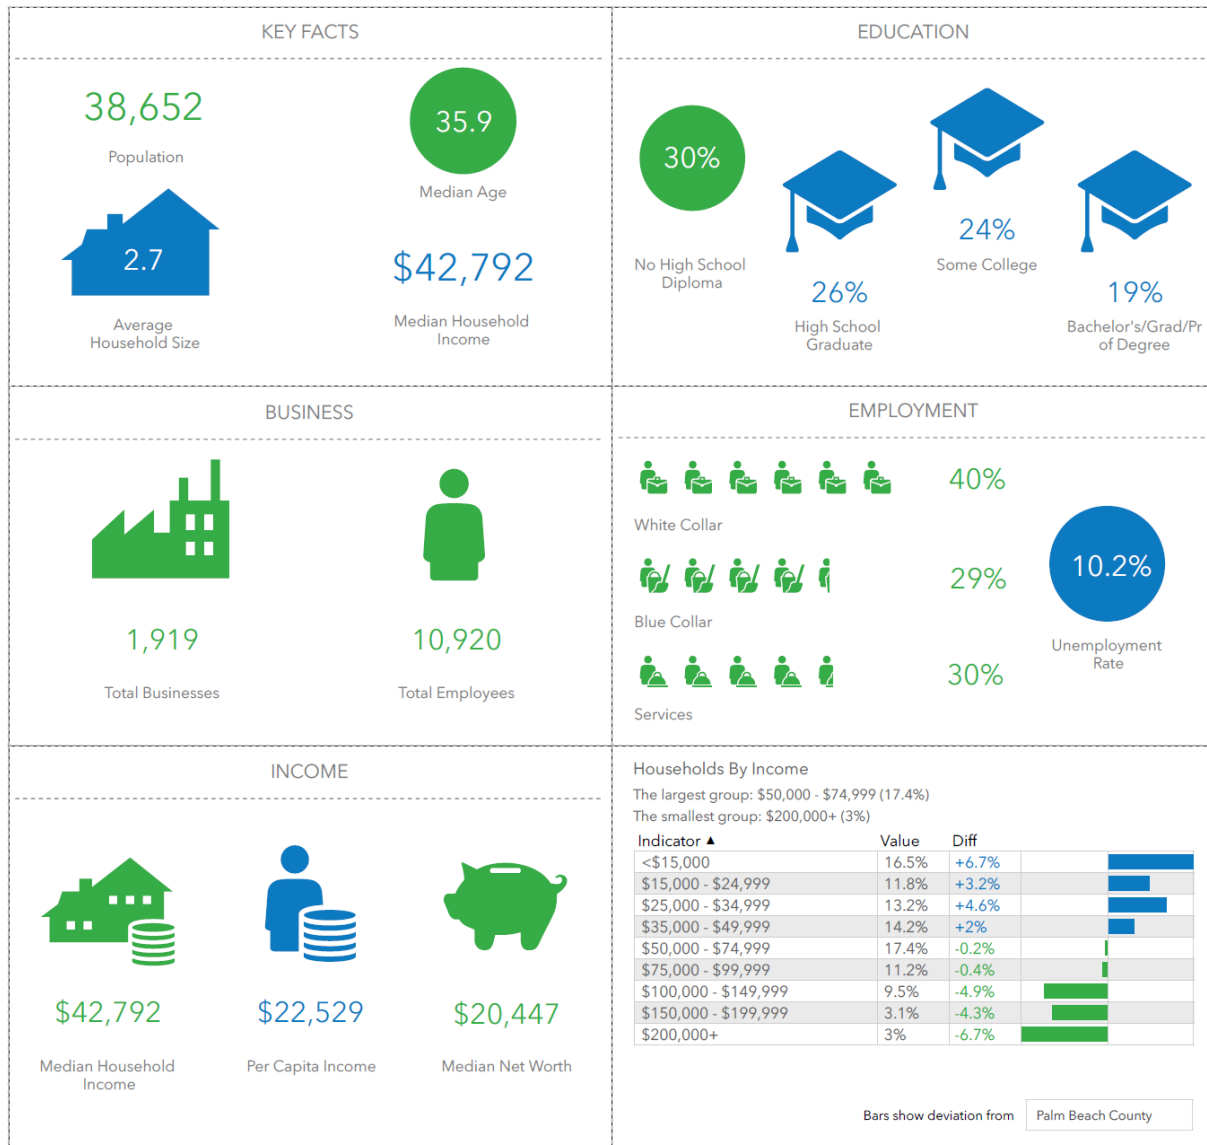 KEY FACTS
38,652
Population
35.9
Median Age
2.7
Average
Household Size
$42,792
Median Household
Income
EDUCATION
30%
No High School
Diploma
26%
High School
Graduate
24%
Some College
19%
Bachelor's/Grad/Pr
of Degree
BUSINESS
1,919
Total Businesses
10,920
Total Employees
EMPLOYMENT
40%
White Collar
29%
Blue Collar
30%
Services
10.2%
Unemployment
Rate
INCOME
$42,792
Median Household
Income
$22,529
Per Capita Income
$20,447
Median Net Worth
Households By Income
The largest group: $50,000 - $74,999 (17.4%)
The smallest group: $200,000+ (3%)
Indicator ▲ Value Diff
<$15,000 16.5% +6.7%
$15,000 - $24,999 11.8% +3.2%
$25,000 - $34,999 13.2% +4.6%
$35,000 - $49,999 14.2% +2%
$50,000 - $74,999 17.4% -0.2%
$75,000 - $99,999 11.2% -0.4%
$100,000 - $149,999 9.5% -4.9%
$150,000 - $199,999 3.1% -4.3%
$200,000+ 3% -6.7%
Bars show deviation from Palm Beach County